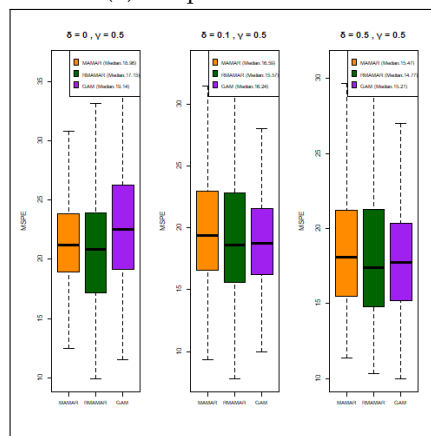 δ = 0 , γ = 0.5
δ = 0.1 , γ = 0.5
δ = 0.5 , γ = 0.5
MAMAR (Median:18.96)
RMAMAR (Median:17.15)
GAM (Median:19.14)
MAMAR (Median:16.59)
RMAMAR (Median:15.57)
GAM (Median:16.24)
MAMAR (Median:15.47)
RMAMAR (Median:14.77)
GAM (Median:15.21)
MSPE
35
30
25
20
15
10
MAMAR RMAMAR GAM
MSPE
30
25
20
15
10
MAMAR RMAMAR GAM
MSPE
30
25
20
15
10
MAMAR RMAMAR GAM